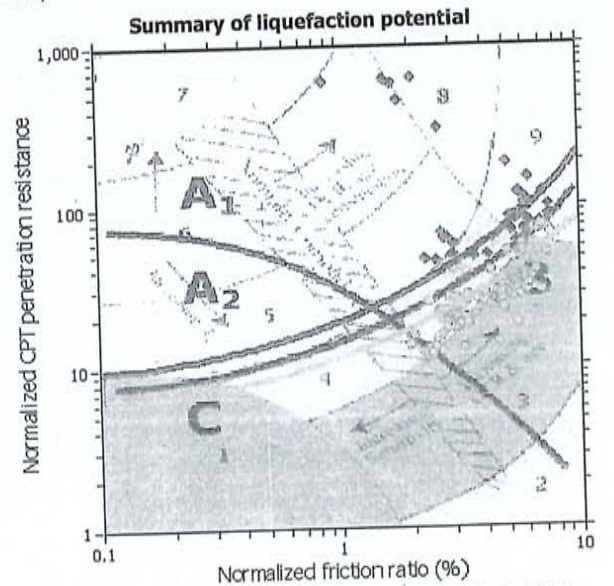 Summary of liquefaction potential
Normalized CPT penetration resistance
1,000
100
10
1
7
8
9
φ'
A1
6
A2
5
B
4
C
1
3
2
0.1
1
10
Normalized friction ratio (%)